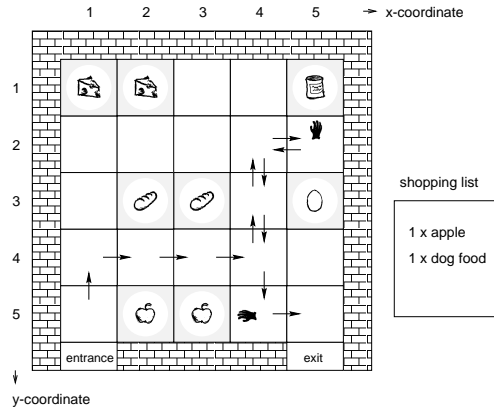 1 2 3 4 5 x-coordinate
1
2
3
4
5
entrance exit
y-coordinate
shopping list
1 x apple
1 x dog food